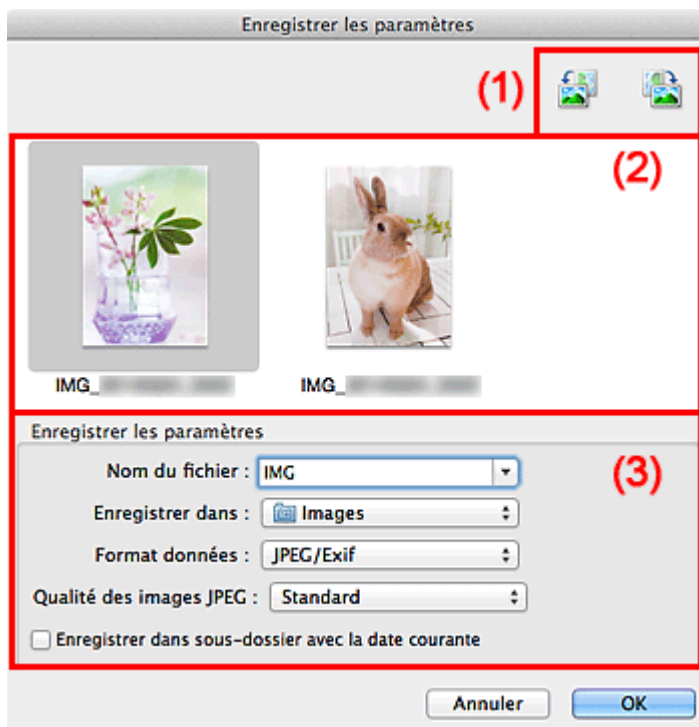 Enregistrer les paramètres
(1)
(2)
IMG_
IMG_
Enregistrer les paramètres
(3)
Nom du fichier : IMG
Enregistrer dans : Images
Format données : JPEG/Exif
Qualité des images JPEG : Standard
Enregistrer dans sous-dossier avec la date courante
Annuler OK